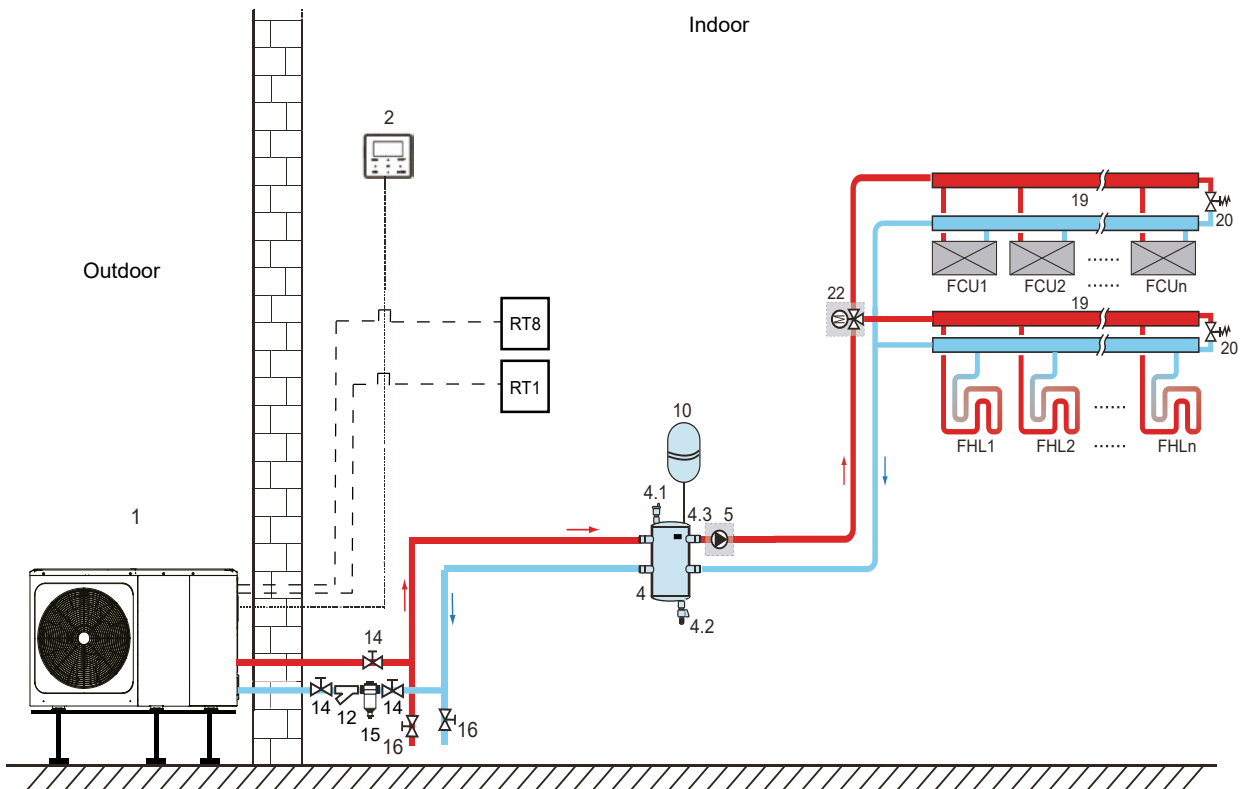 Indoor
2
19
20
Outdoor
FCU1
FCU2
......
......
FCUn
22
19
RT8
20
RT1
10
......
FHL1
FHL2
......
FHLn
4.1
4.3
5
1
4
4.2
14
14
12
14
15
16
16